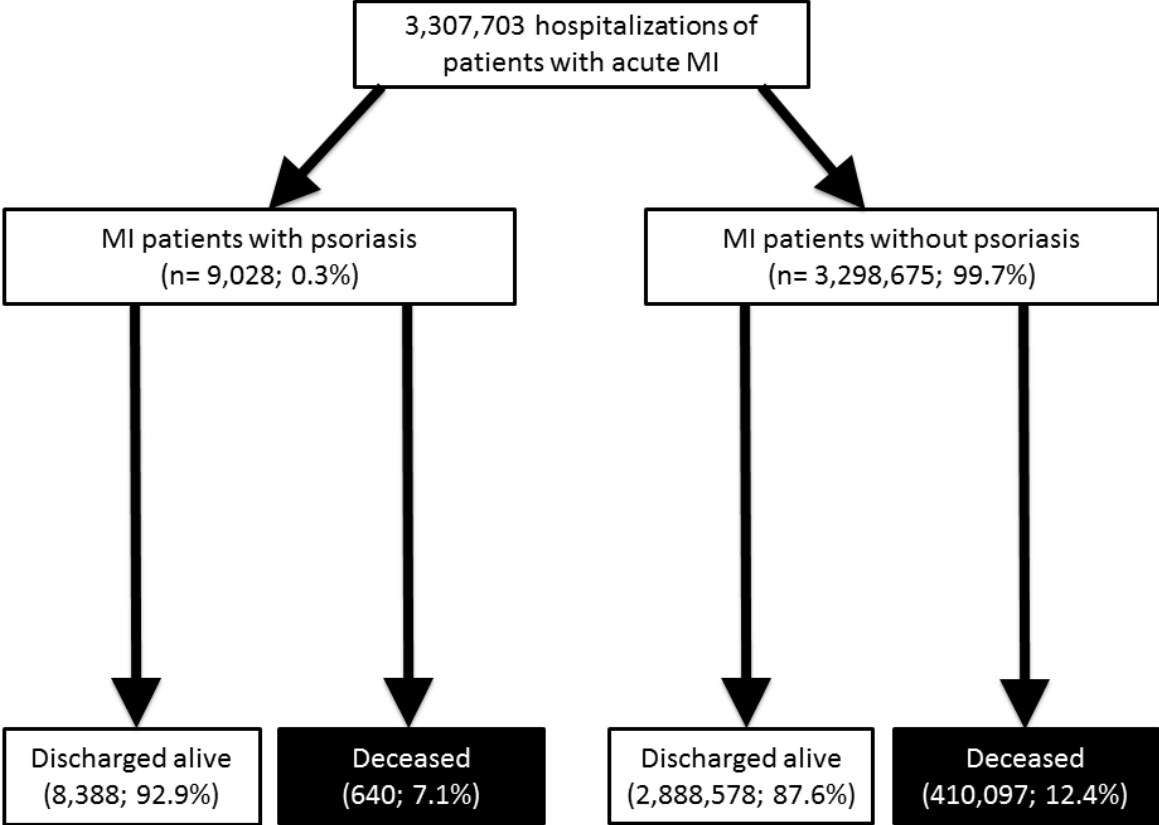 3,307,703 hospitalizations of
patients with acute MI
MI patients with psoriasis
(n= 9,028; 0.3%)
MI patients without psoriasis
(n= 3,298,675; 99.7%)
Discharged alive
(8,388; 92.9%)
Deceased
(640; 7.1%)
Discharged alive
(2,888,578; 87.6%)
Deceased
(410,097; 12.4%)